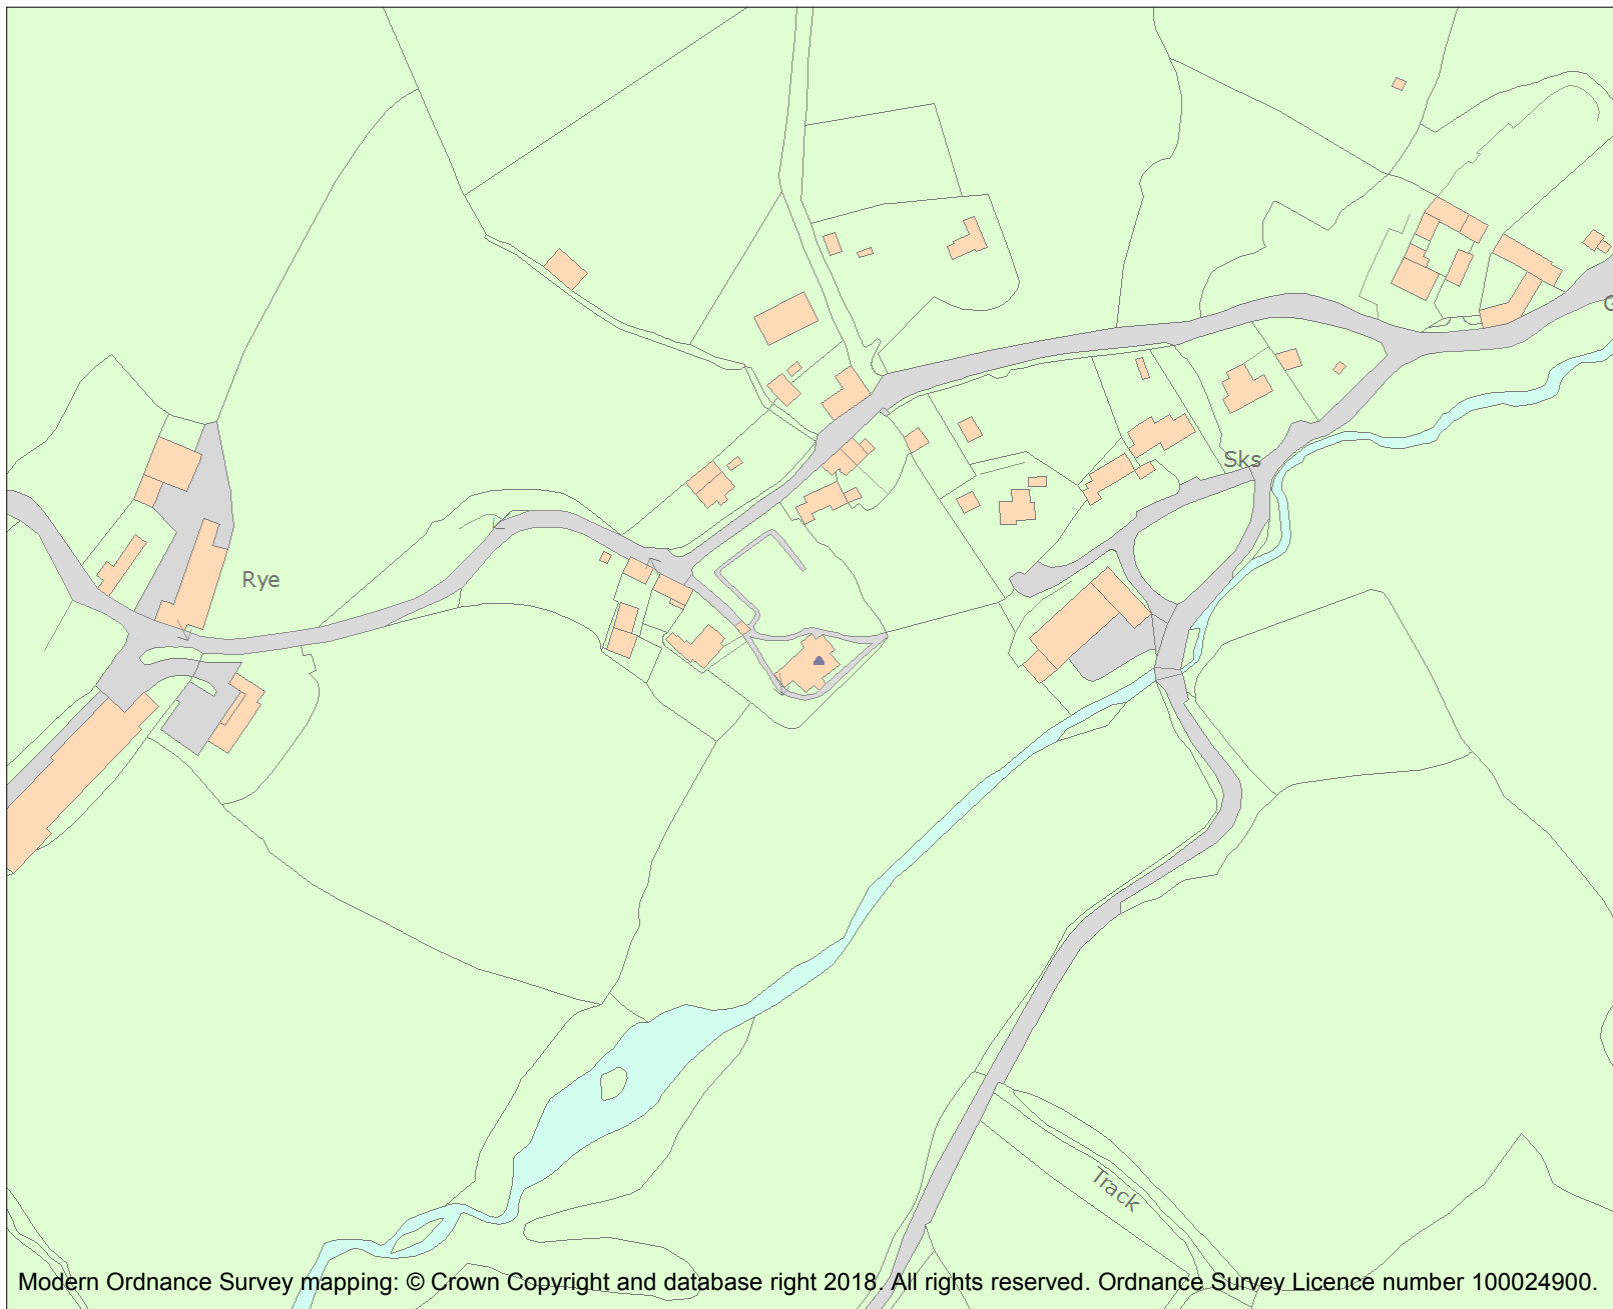 G
Sks
Rye
Track
Modern Ordnance Survey mapping: © Crown Copyright and database right 2018. All rights reserved. Ordnance Survey Licence number 100024900.